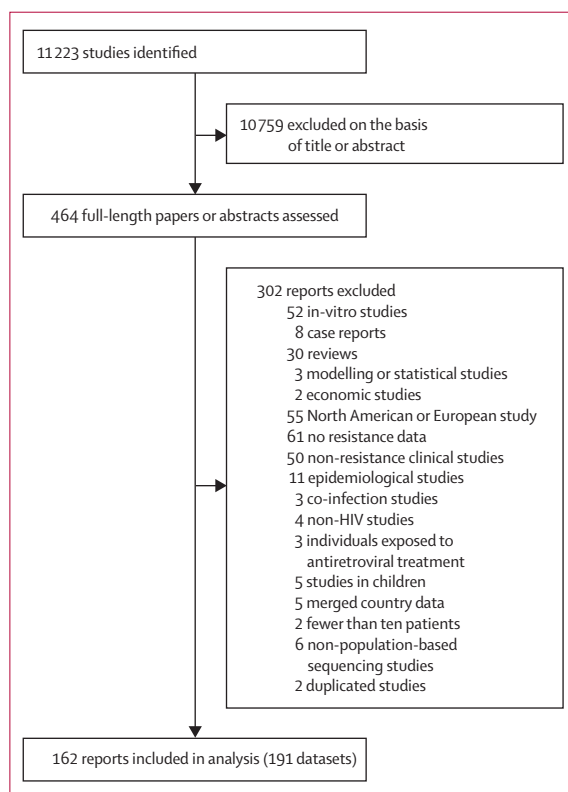 11 223 studies identified
10 759 excluded on the basis
of title or abstract
464 full-length papers or abstracts assessed
302 reports excluded
52 in-vitro studies
8 case reports
30 reviews
3 modelling or statistical studies
2 economic studies
55 North American or European study
61 no resistance data
50 non-resistance clinical studies
11 epidemiological studies
3 co-infection studies
4 non-HIV studies
3 individuals exposed to
antiretroviral treatment
5 studies in children
5 merged country data
2 fewer than ten patients
6 non-population-based
sequencing studies
2 duplicated studies
162 reports included in analysis (191 datasets)